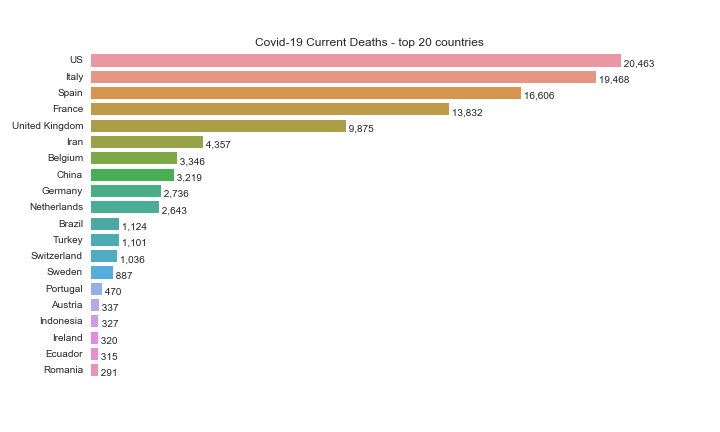 Covid-19 Current Deaths - top 20 countries
US 20,463
Italy 19,468
Spain 16,606
France 13,832
United Kingdom 9,875
Iran 4,357
Belgium 3,346
China 3,219
Germany 2,736
Netherlands 2,643
Brazil 1,124
Turkey 1,101
Switzerland 1,036
Sweden 887
Portugal 470
Austria 337
Indonesia 327
Ireland 320
Ecuador 315
Romania 291